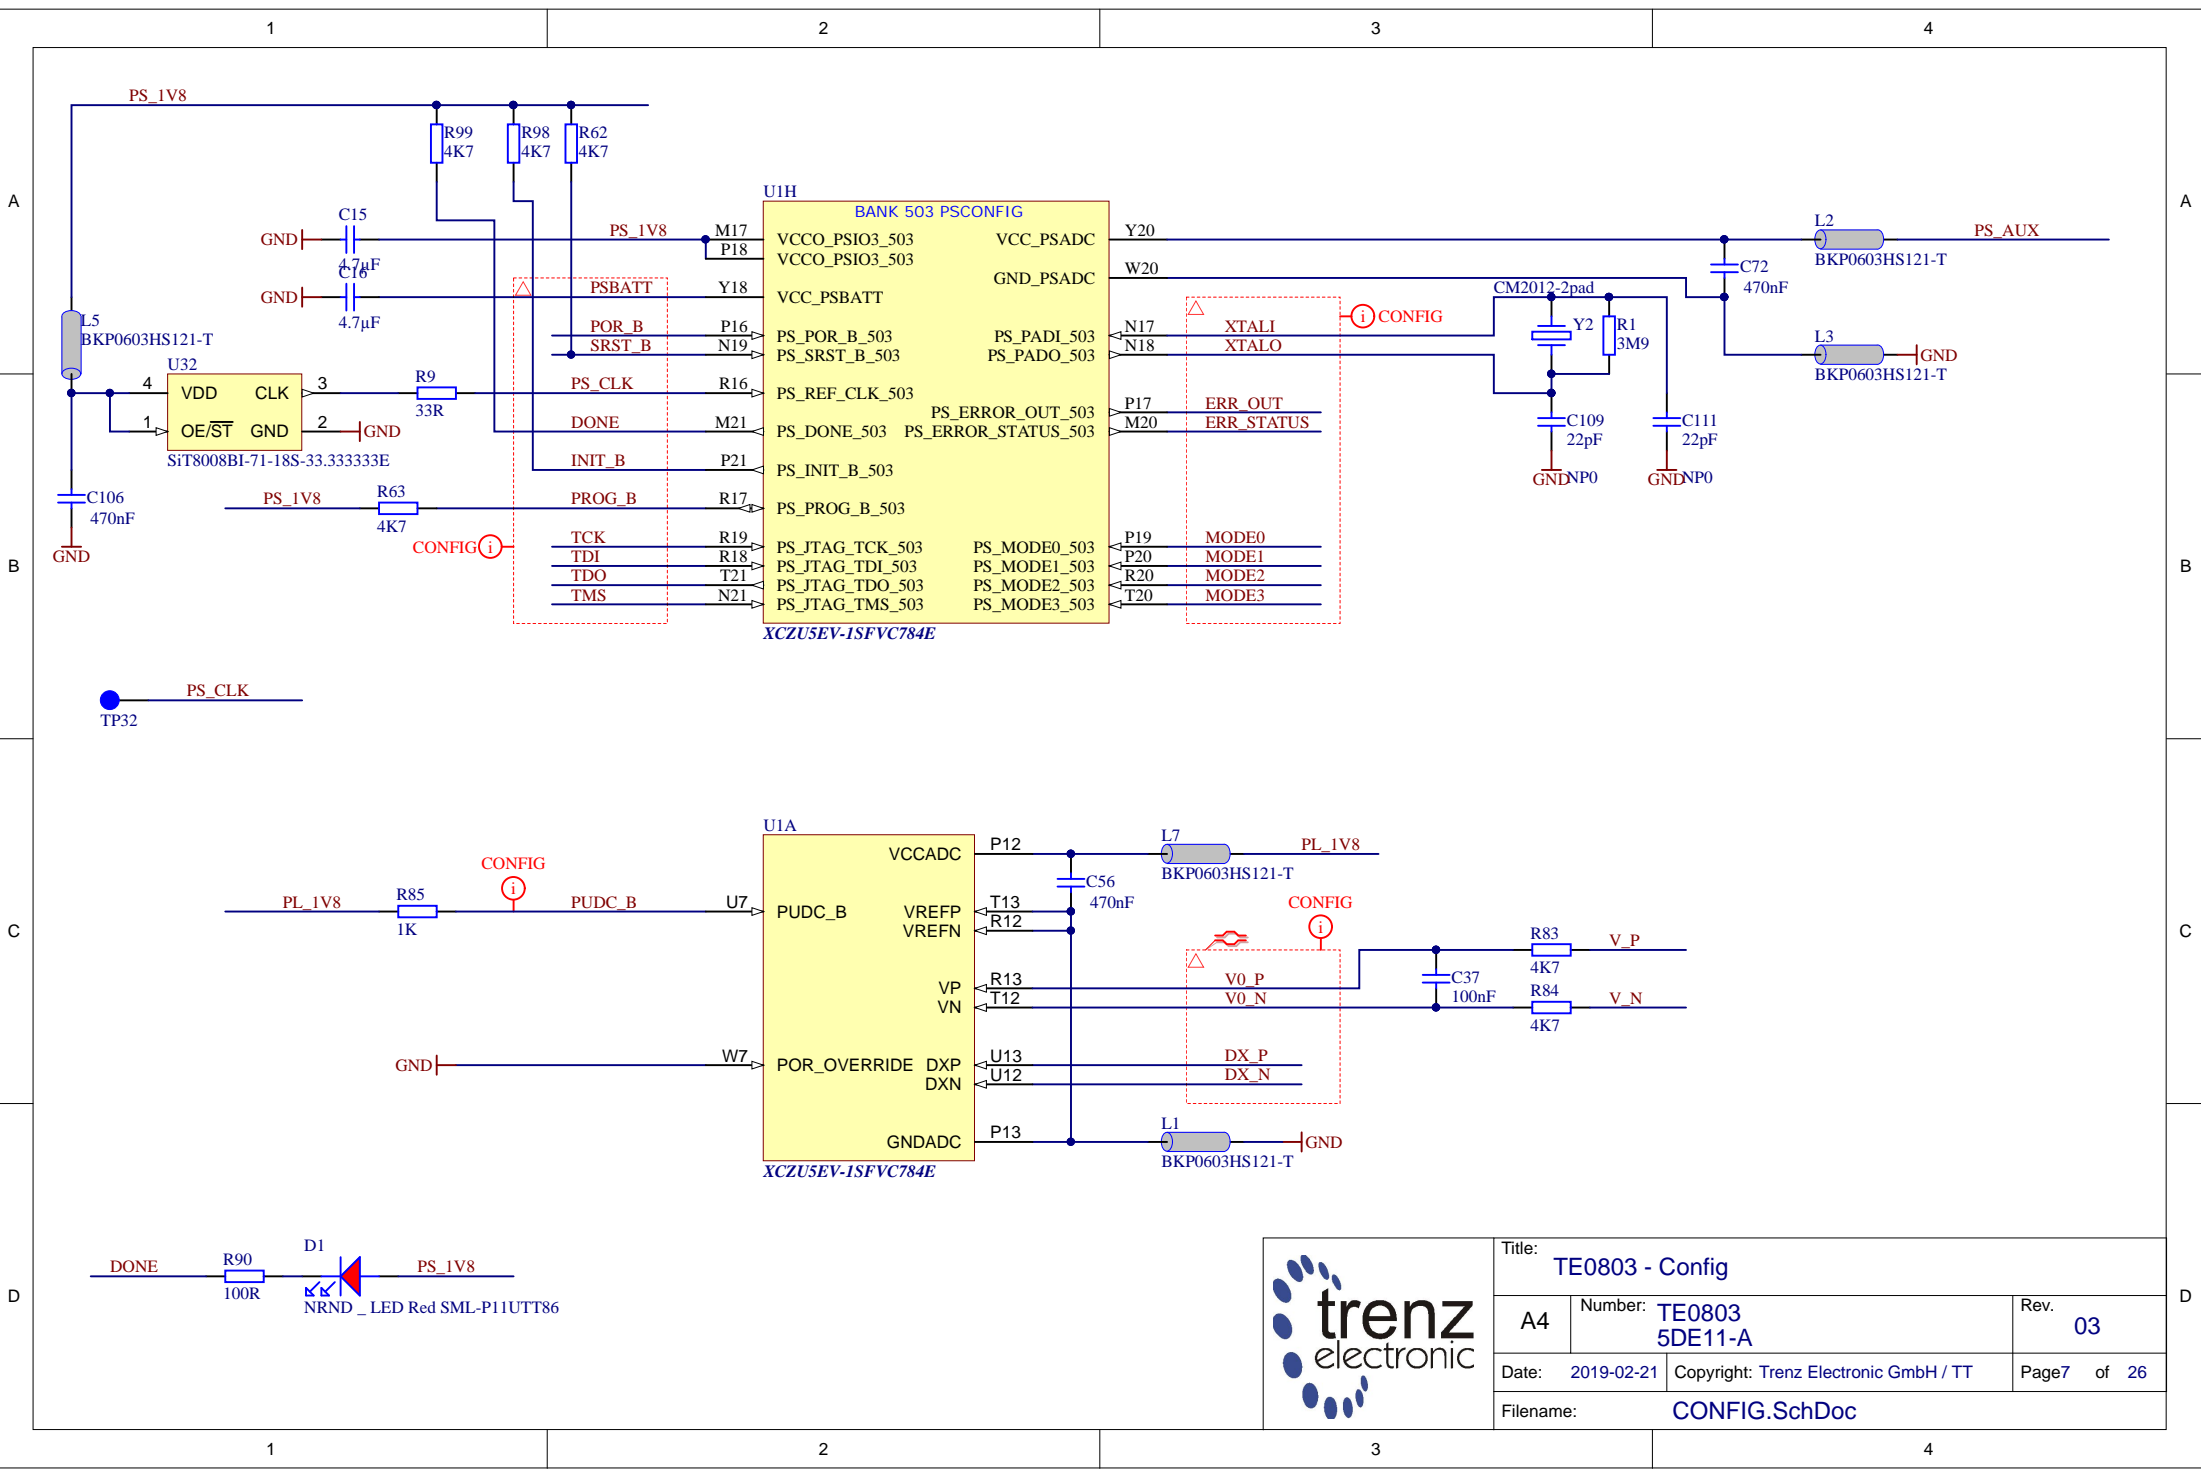 1 2 3 4
PS_1V8
R99
4K7
R98
4K7
R62
4K7
A
A
U1H
BANK 503 PSCONFIG
C15
4.7µF
GND
PS_1V8
M17
VCCO_PSIO3_503
P18
VCCO_PSIO3_503
C16
4.7µF
GND
PSBATT
Y18
VCC_PSBATT
POR_B
P16
PS_POR_B_503
SRST_B
N19
PS_SRST_B_503
L5
BKP0603HS121-T
U32
4
VDD
CLK
3
1
OE/ST
GND
2
GND
SiT8008BI-71-18S-33.333333E
R9
33R
PS_CLK
R16
PS_REF_CLK_503
DONE
M21
PS_DONE_503
INIT_B
P21
PS_INIT_B_503
C106
470nF
GND
PS_1V8
R63
4K7
PROG_B
R17
PS_PROG_B_503
CONFIG
i
TCK
R19
PS_JTAG_TCK_503
TDI
R18
PS_JTAG_TDI_503
TDO
T21
PS_JTAG_TDO_503
TMS
N21
PS_JTAG_TMS_503
VCC_PSADC
Y20
GND_PSADC
W20
L2
BKP0603HS121-T
PS_AUX
C72
470nF
L3
BKP0603HS121-T
GND
i
CONFIG
CM2012-2pad
PS_PADI_503
N17
XTALI
PS_PADO_503
N18
XTALO
Y2
R1
3M9
C109
22pF
GND
NP0
C111
22pF
GND
NP0
PS_ERROR_OUT_503
P17
ERR_OUT
PS_ERROR_STATUS_503
M20
ERR_STATUS
PS_MODE0_503
P19
MODE0
PS_MODE1_503
P20
MODE1
PS_MODE2_503
R20
MODE2
PS_MODE3_503
T20
MODE3
XCZU5EV-1SFVC784E
B
B
PS_CLK
TP32
U1A
VCCADC
P12
L7
BKP0603HS121-T
PL_1V8
C56
470nF
CONFIG
i
PL_1V8
R85
1K
PUDC_B
U7
PUDC_B
VREFP
T13
VREFN
R12
CONFIG
i
C
C
VP
R13
V0_P
VN
T12
V0_N
C37
100nF
R83
4K7
V_P
R84
4K7
V_N
GND
W7
POR_OVERRIDE
DXP
U13
DX_P
DXN
U12
DX_N
GNDADC
P13
L1
BKP0603HS121-T
GND
XCZU5EV-1SFVC784E
DONE
R90
100R
D1
PS_1V8
NRND _ LED Red SML-P11UTT86
D
D
trenz
electronic
Title:
TE0803 - Config
A4
Number:
TE0803
5DE11-A
Rev.
03
Date: 2019-02-21
Copyright: Trenz Electronic GmbH / TT
Page7 of 26
Filename:
CONFIG.SchDoc
1 2 3 4